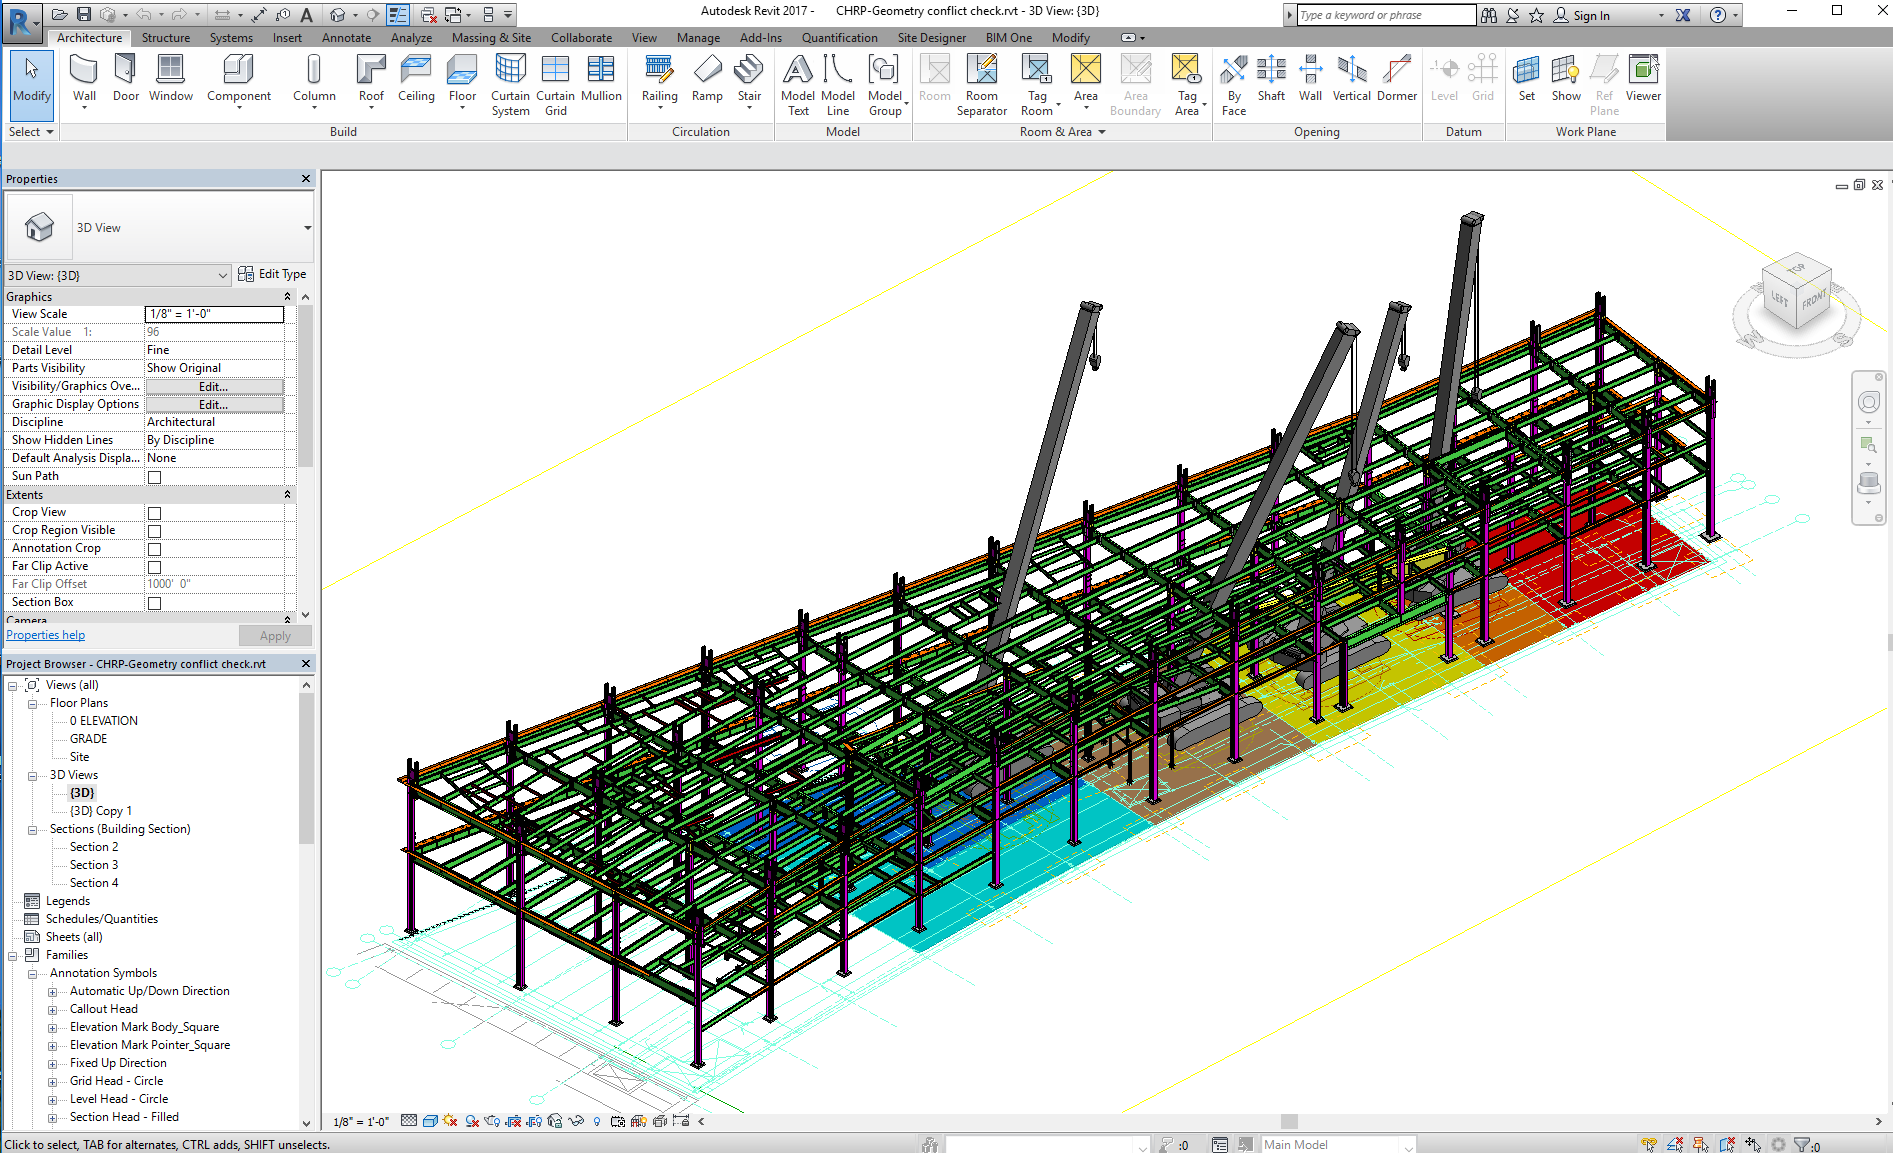 Autodesk Revit 2017 - CHRP-Geometry conflict check.rvt - 3D View: {3D}
Type a keyword or phrase
Sign In
Architecture Structure Systems Insert Annotate Analyze Massing & Site Collaborate View Manage Add-Ins Quantification Site Designer BIM One Modify
Modify Wall Door Window Component Column Roof Ceiling Floor Curtain System Curtain Grid Mullion Railing Ramp Stair Model Text Model Line Model Group Room Room Separator Tag Room Area Area Boundary Tag Area By Face Shaft Wall Vertical Dormer Level Grid Set Show Ref Plane Viewer
Select Build Circulation Model Room & Area Opening Datum Work Plane
Properties
3D View
3D View: {3D} Edit Type
Graphics
View Scale 1/8" = 1'-0"
Scale Value 1: 96
Detail Level Fine
Parts Visibility Show Original
Visibility/Graphics Ove... Edit...
Graphic Display Options Edit...
Discipline Architectural
Show Hidden Lines By Discipline
Default Analysis Displa... None
Sun Path
Extents
Crop View
Crop Region Visible
Annotation Crop
Far Clip Active
Far Clip Offset 1000' 0"
Section Box
Camera
Properties help Apply
Project Browser - CHRP-Geometry conflict check.rvt
Views (all)
Floor Plans
0 ELEVATION
GRADE
Site
3D Views
{3D}
{3D} Copy 1
Sections (Building Section)
Section 2
Section 3
Section 4
Legends
Schedules/Quantities
Sheets (all)
Families
Annotation Symbols
Automatic Up/Down Direction
Callout Head
Elevation Mark Body_Square
Elevation Mark Pointer_Square
Fixed Up Direction
Grid Head - Circle
Level Head - Circle
Section Head - Filled
TOP
LEFT FRONT
W S
1/8" = 1'-0"
Click to select, TAB for alternates, CTRL adds, SHIFT unselects.
:0 Main Model :0